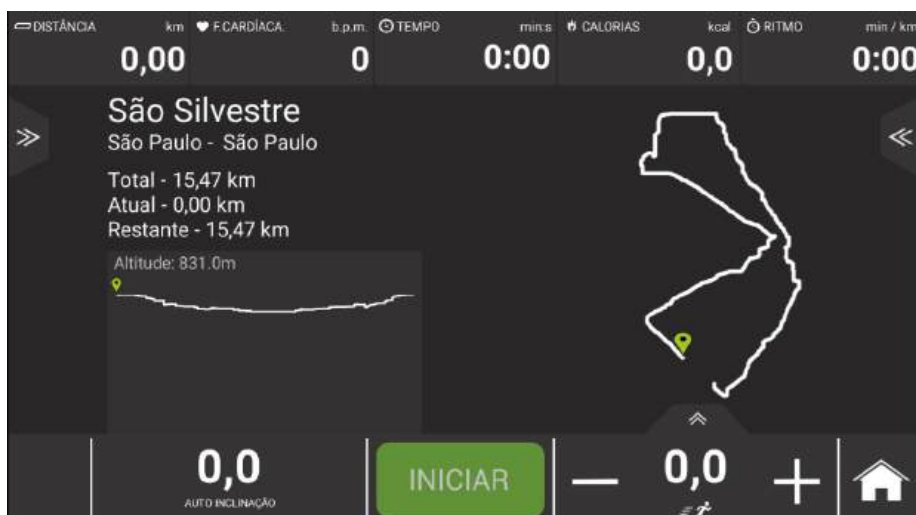 DISTÂNCIA km
0,00
F.CARDÍACA. b.p.m.
0
TEMPO min:s
0:00
CALORIAS kcal
0,0
RITMO min / km
0:00
São Silvestre
São Paulo - São Paulo
Total - 15,47 km
Atual - 0,00 km
Restante - 15,47 km
Altitude: 831.0m
0,0
AUTO INCLINAÇÃO
INICIAR
0,0